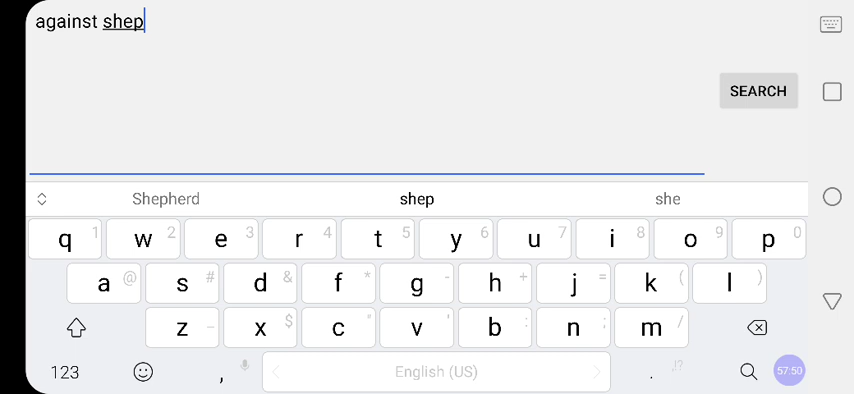 against shep
SEARCH
Shepherd shep she
q 1 w 2 e 3 r 4 t 5 y 6 u 7 i 8 o 9 p 0
a @ s # d & f * g - h + j = k ( l )
z _ x $ c " v ' b : n ; m /
123 , < English (US) > . ,!? 57:50